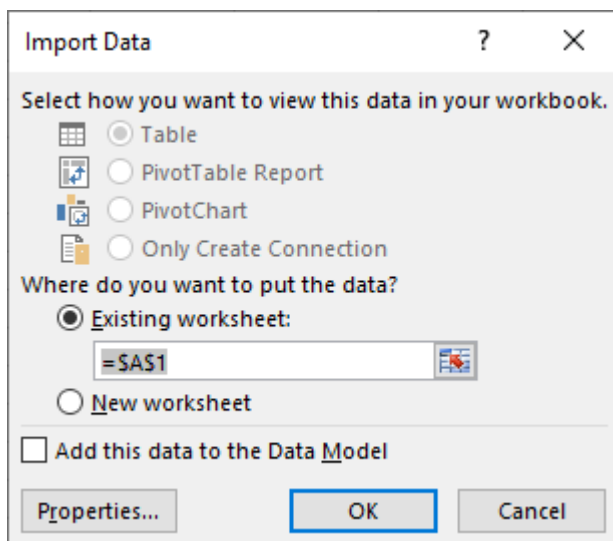 Import Data ?
Select how you want to view this data in your workbook.
Table
PivotTable Report
PivotChart
Only Create Connection
Where do you want to put the data?
Existing worksheet:
=$A$1
New worksheet
Add this data to the Data Model
Properties... OK Cancel